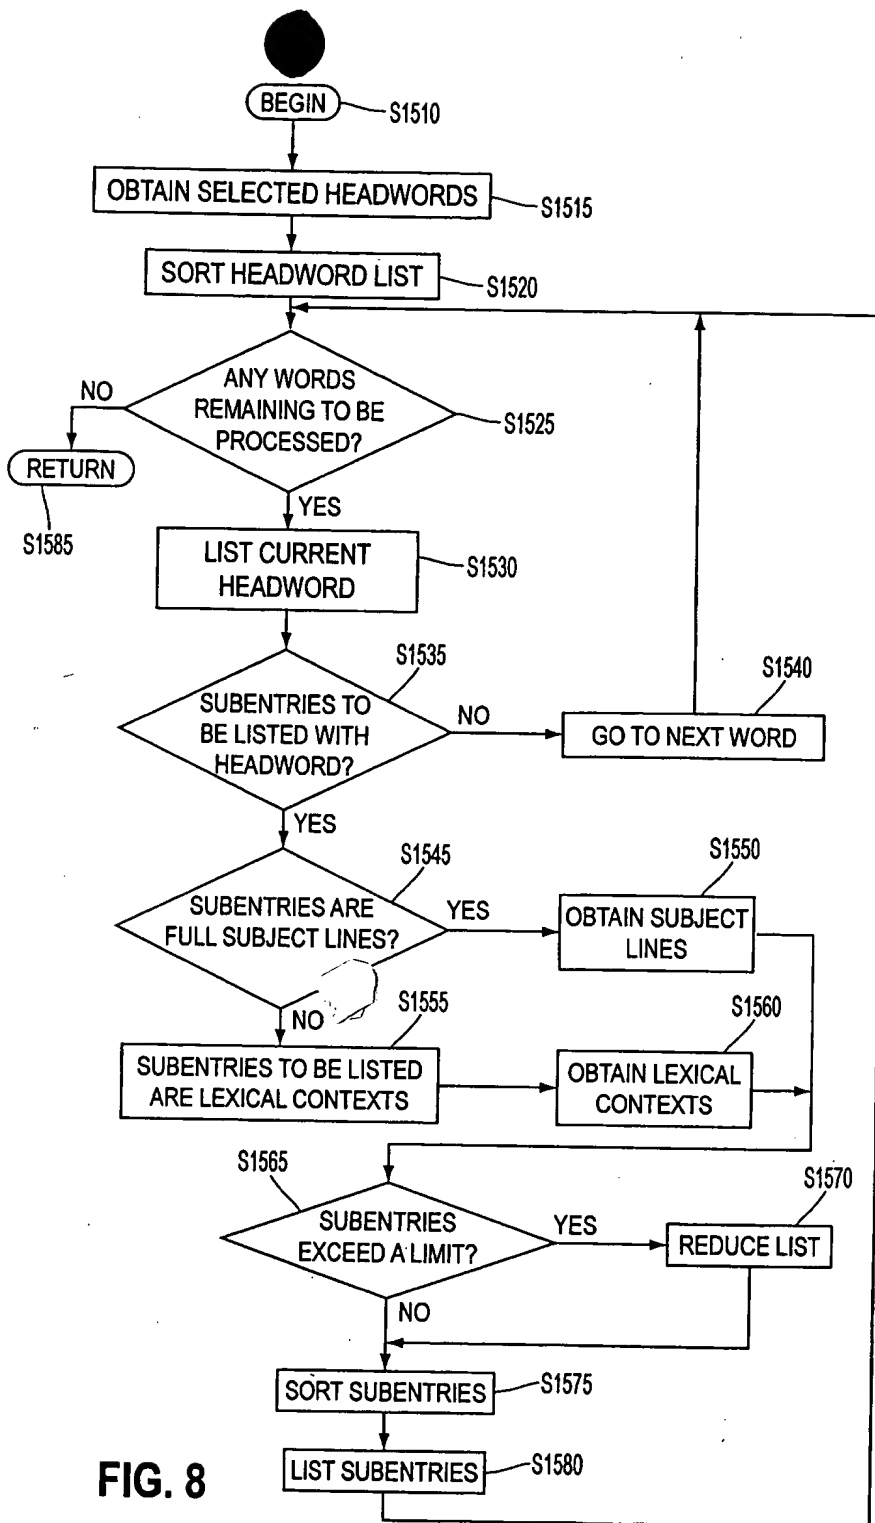 BEGIN
S1510
OBTAIN SELECTED HEADWORDS
S1515
SORT HEADWORD LIST
S1520
ANY WORDS
REMAINING TO BE
PROCESSED?
S1525
NO
RETURN
S1585
YES
LIST CURRENT
HEADWORD
S1530
S1535
SUBENTRIES TO
BE LISTED WITH
HEADWORD?
NO
S1540
GO TO NEXT WORD
YES
S1545
SUBENTRIES ARE
FULL SUBJECT LINES?
YES
S1550
OBTAIN SUBJECT
LINES
NO
S1555
SUBENTRIES TO BE LISTED
ARE LEXICAL CONTEXTS
S1560
OBTAIN LEXICAL
CONTEXTS
S1565
SUBENTRIES
EXCEED A LIMIT?
YES
S1570
REDUCE LIST
NO
SORT SUBENTRIES
S1575
LIST SUBENTRIES
S1580
FIG. 8